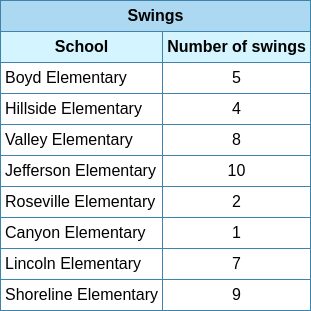 Swings
School Number of swings
Boyd Elementary 5
Hillside Elementary 4
Valley Elementary 8
Jefferson Elementary 10
Roseville Elementary 2
Canyon Elementary 1
Lincoln Elementary 7
Shoreline Elementary 9